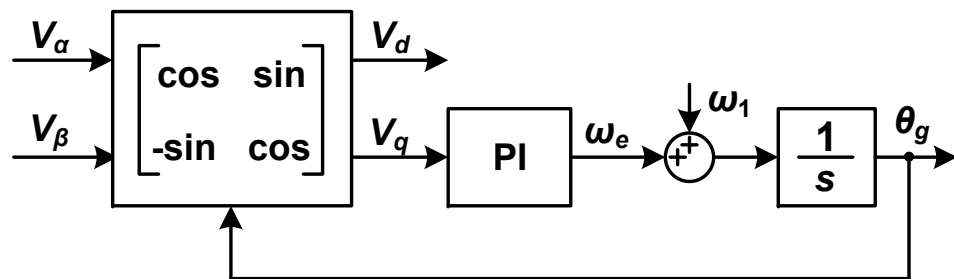 Vα
Vβ
cos sin
-sin cos
Vd
Vq
PI
ωe
+
+
ω1
1
s
θg